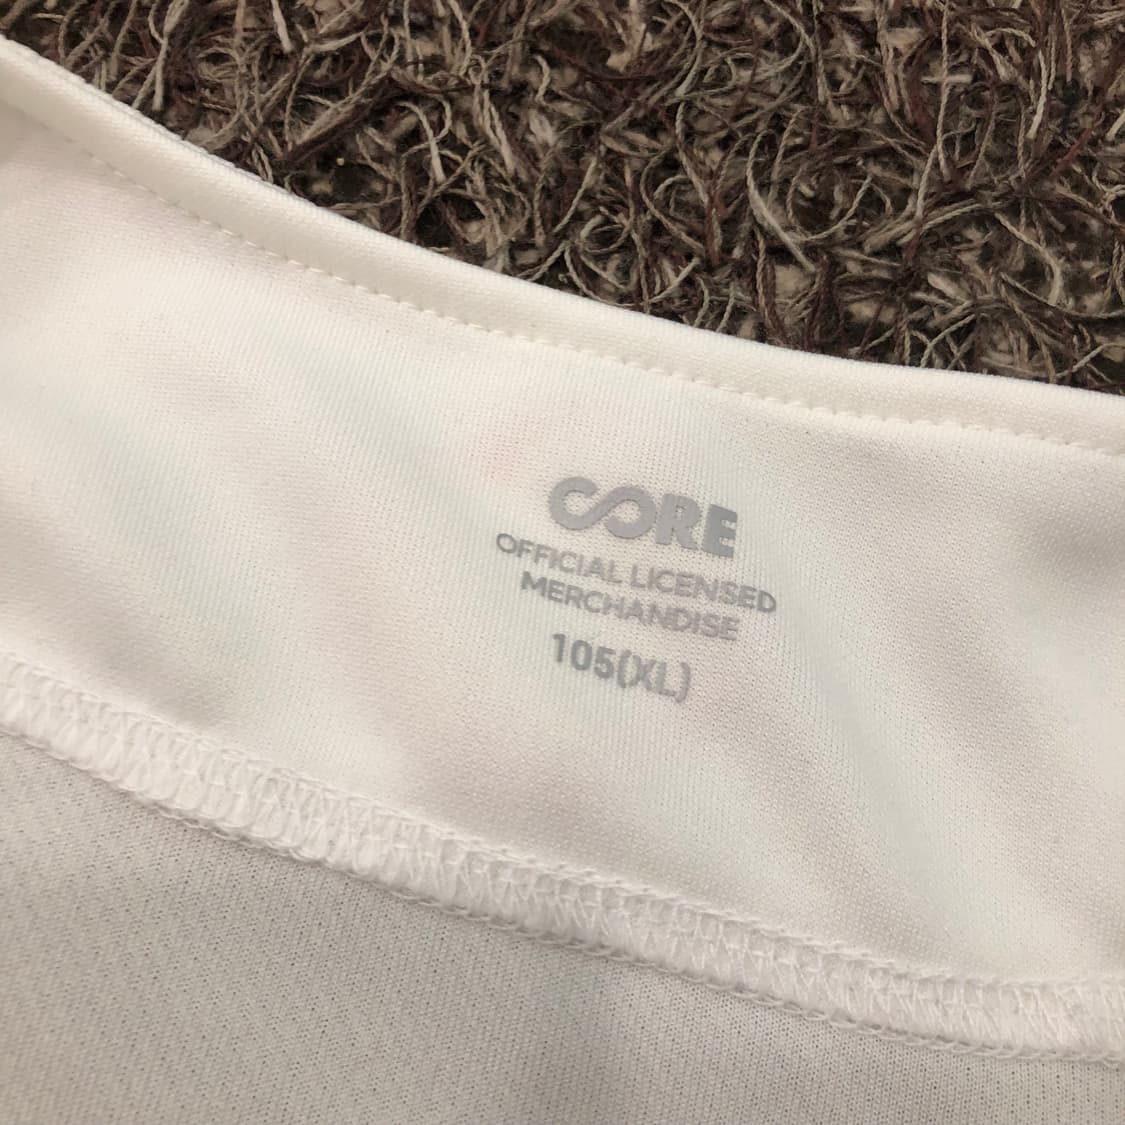 CORE
OFFICIAL LICENSED
MERCHANDISE
105(XL)